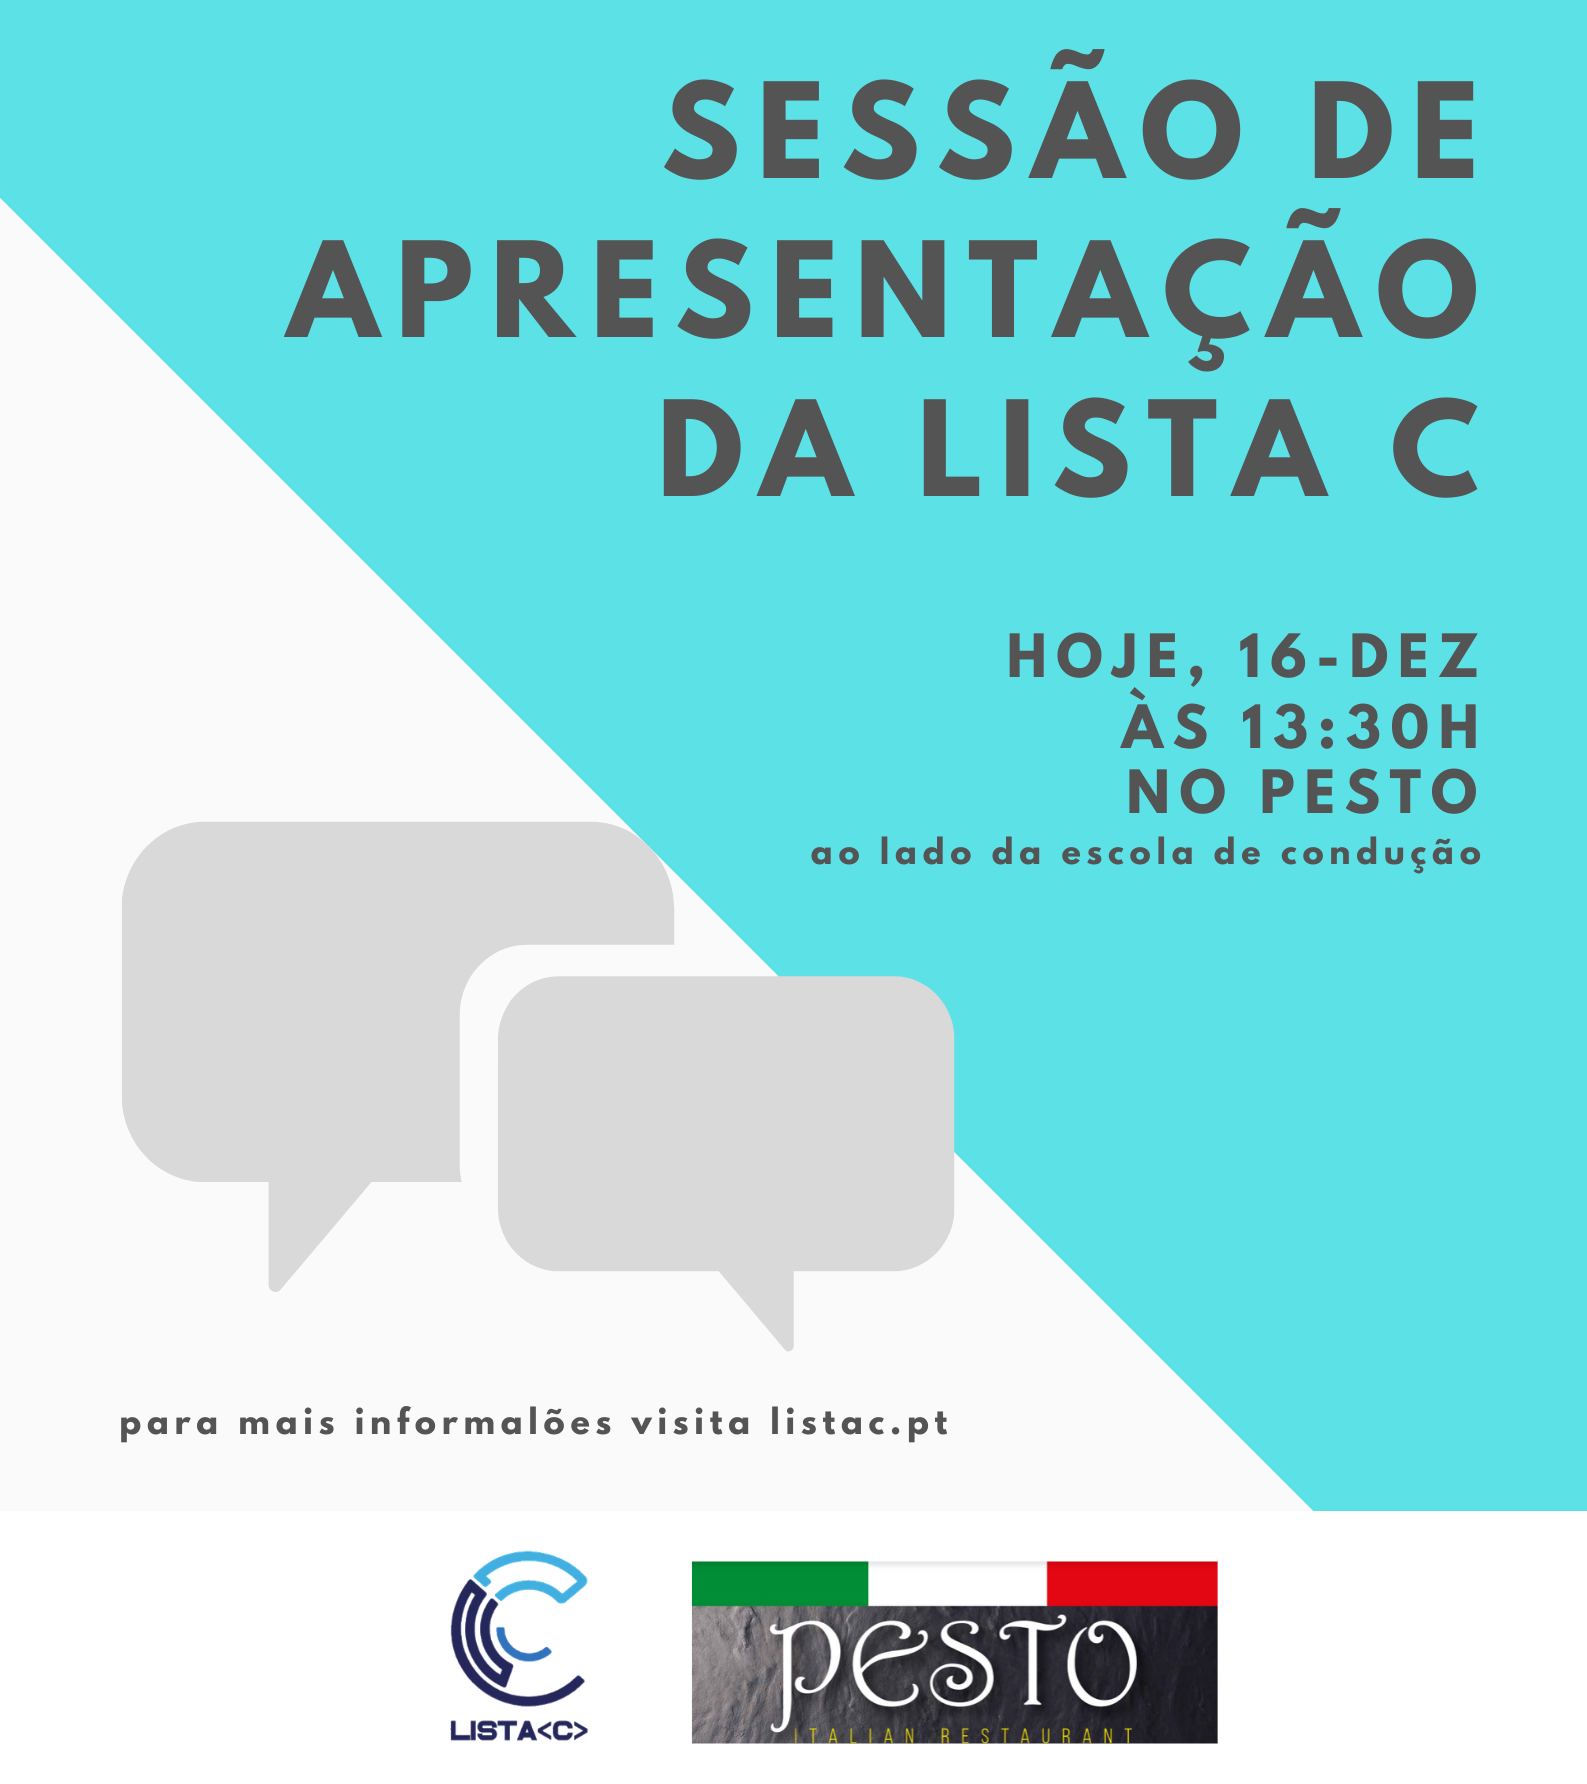 SESSÃO DE
APRESENTAÇÃO
DA LISTA C
HOJE, 16-DEZ
ÀS 13:30H
NO PESTO
ao lado da escola de condução
para mais informalões visita listac.pt
LISTA<C>
PESTO
ITALIAN RESTAURANT